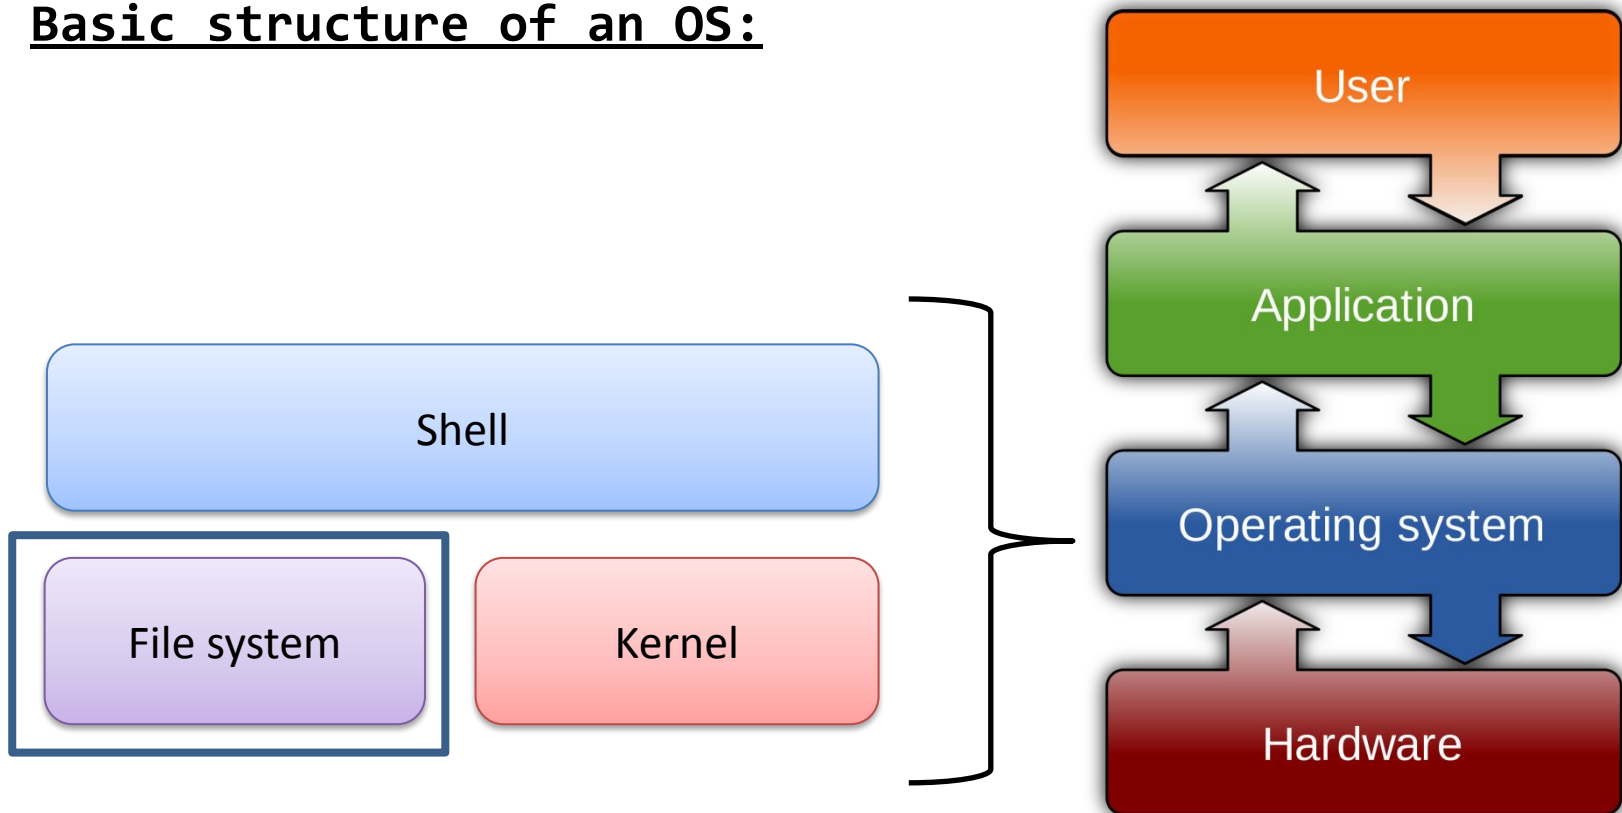 Basic structure of an OS:
User
Application
Shell
Operating system
File system
Kernel
Hardware